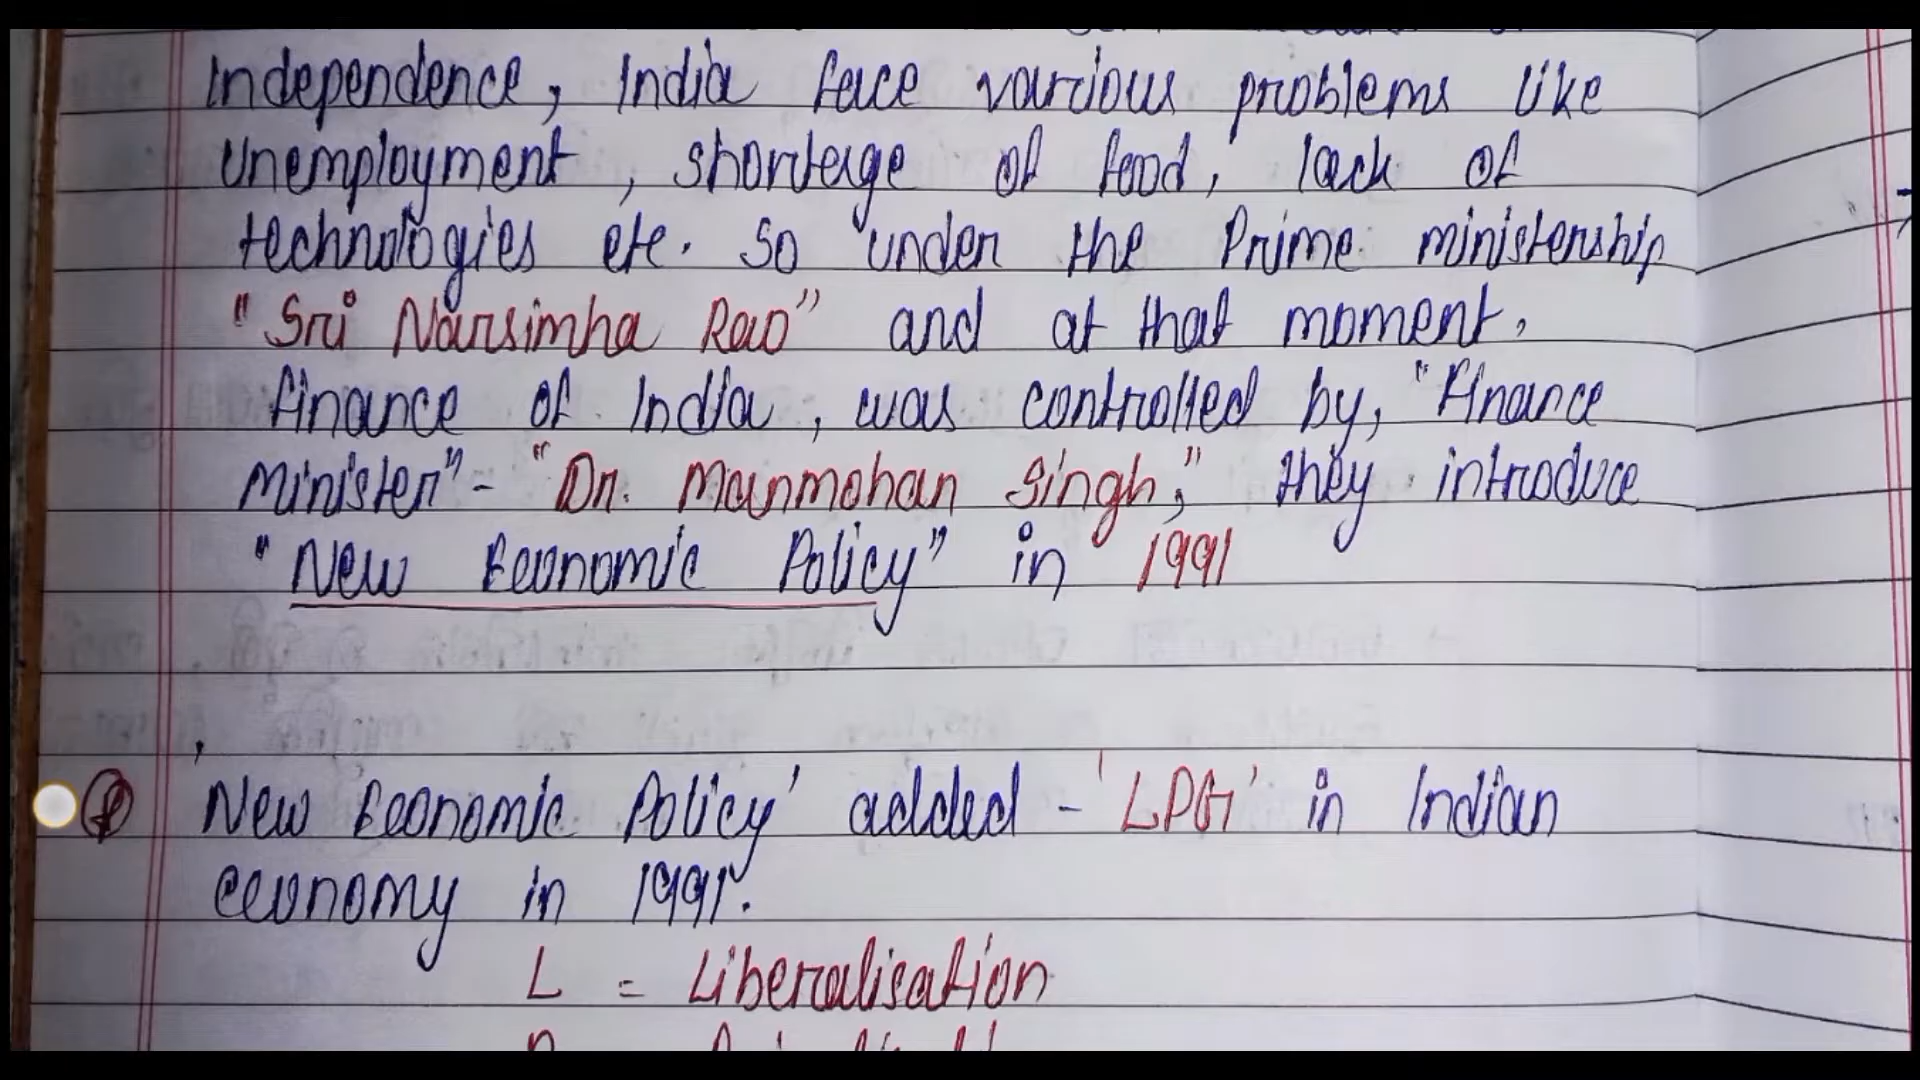 Independence, India face various problems like
Unemployment, shortage of food, lack of
technologies etc. So under the Prime ministership
"Sri Narsimha Rao" and at that moment,
finance of India, was controlled by, "Finance
Minister" - "Dr. Manmohan Singh," they introduce
"New Economic Policy" in 1991
'New Economic Policy' added - 'LPG' in Indian
economy in 1991.
L = Liberalisation